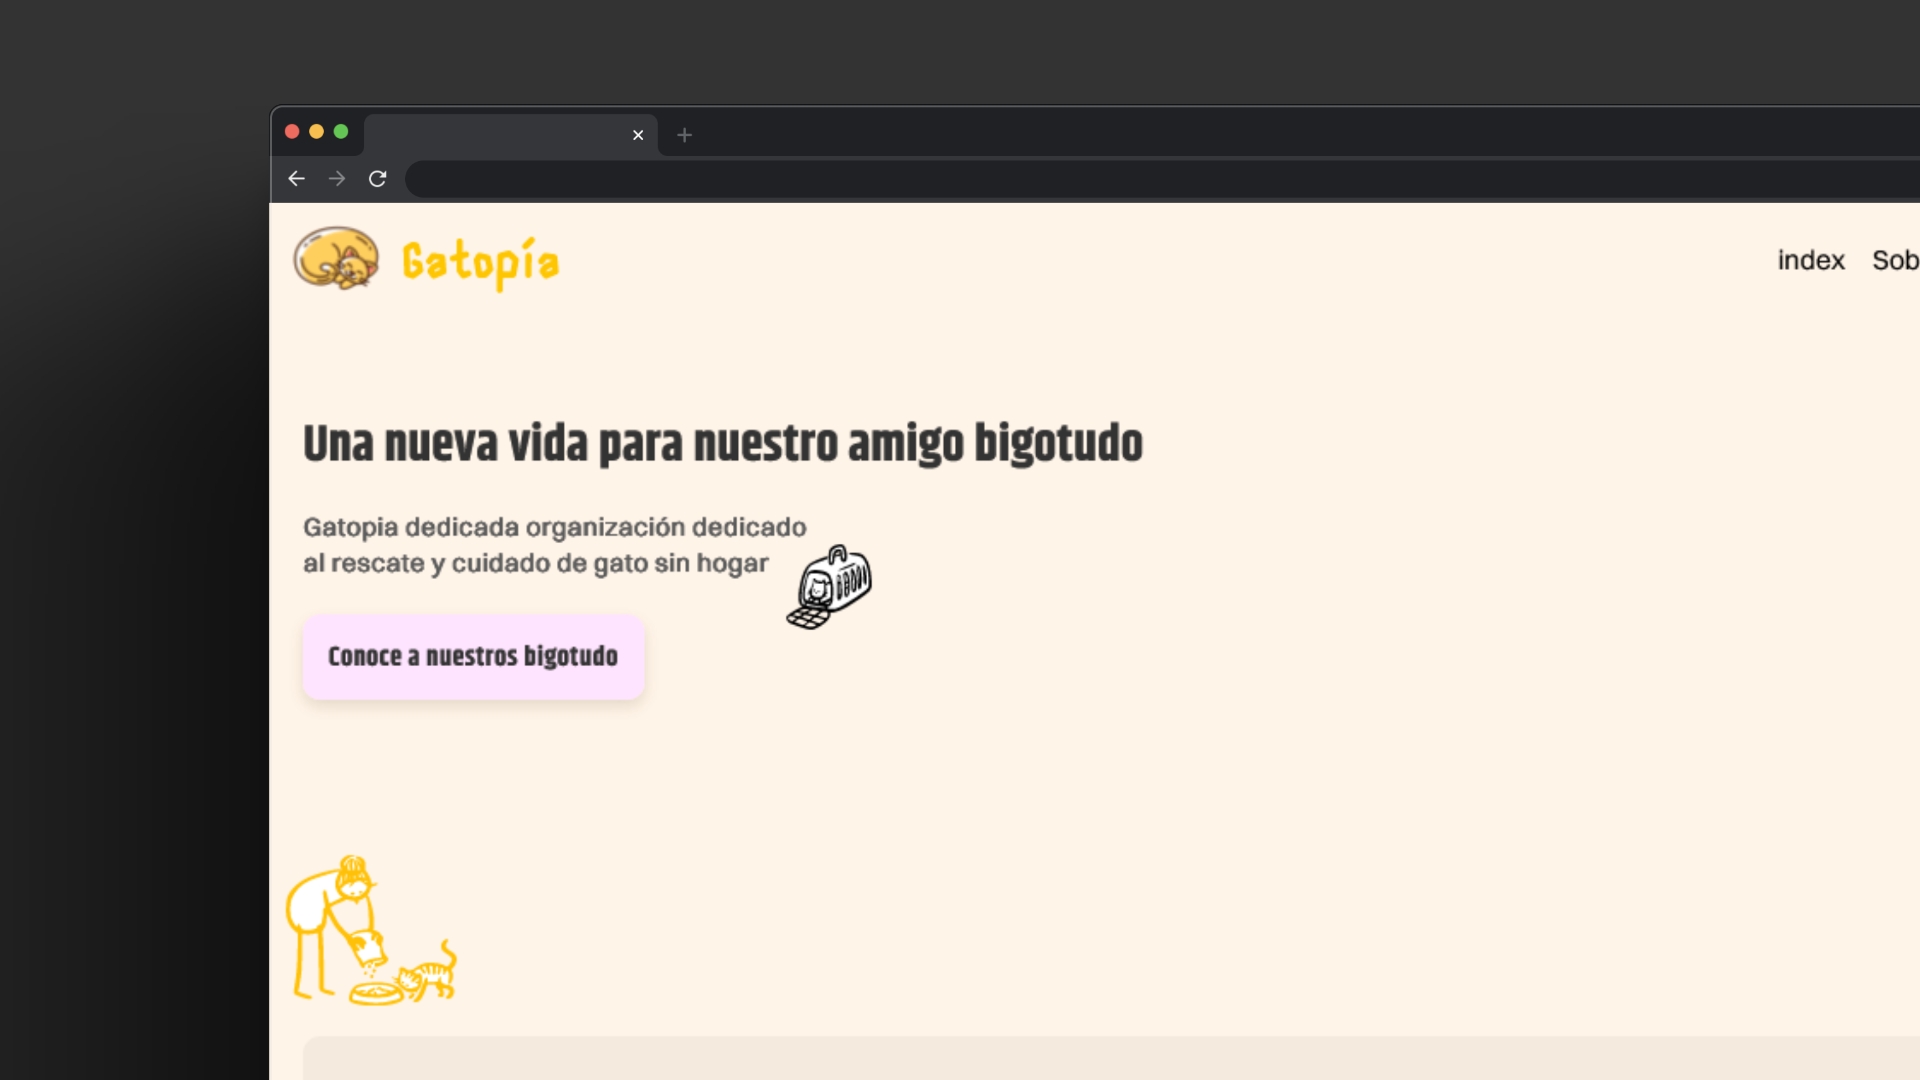 Gatopía
index Sob
Una nueva vida para nuestro amigo bigotudo
Gatopia dedicada organización dedicado
al rescate y cuidado de gato sin hogar
Conoce a nuestros bigotudo